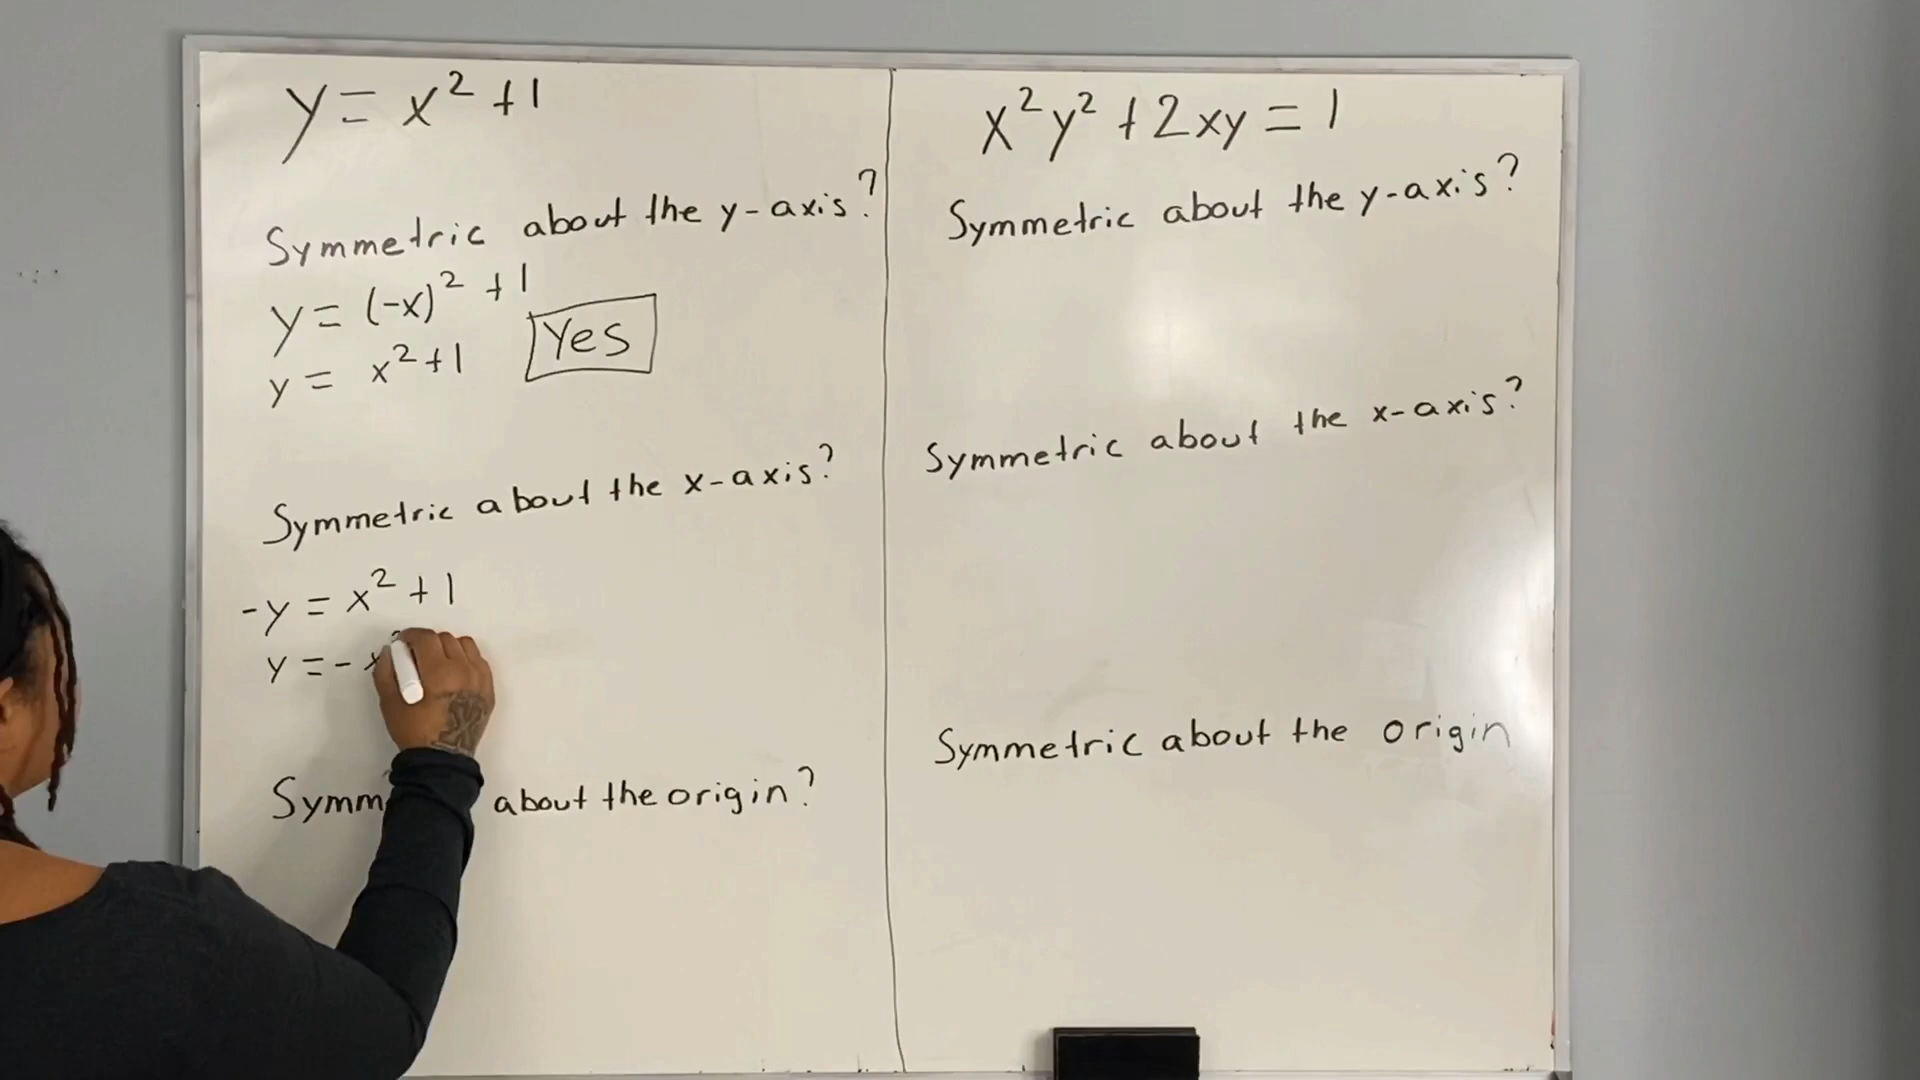 y = x² + 1
Symmetric about the y-axis?
y = (-x)² + 1
Yes
y = x² + 1
Symmetric about the x-axis?
-y = x² + 1
y = - x
about the origin?
x²y² + 2xy = 1
Symmetric about the y-axis?
Symmetric about the x-axis?
Symmetric about the origin